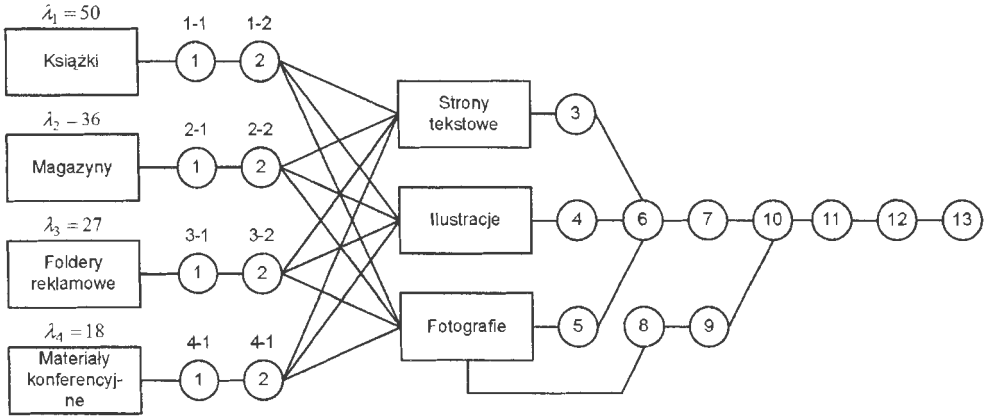 λ₁ = 50
1-1
1-2
Książki
1
2
λ₂ – 36
2-1
2-2
Magazyny
1
2
λ₃ = 27
3-1
3-2
Foldery
reklamowe
1
2
λ₄ = 18
4-1
4-1
Materiały
konferencyj-
ne
1
2
Strony
tekstowe
3
Ilustracje
4
6
7
10
11
12
13
Fotografie
5
8
9